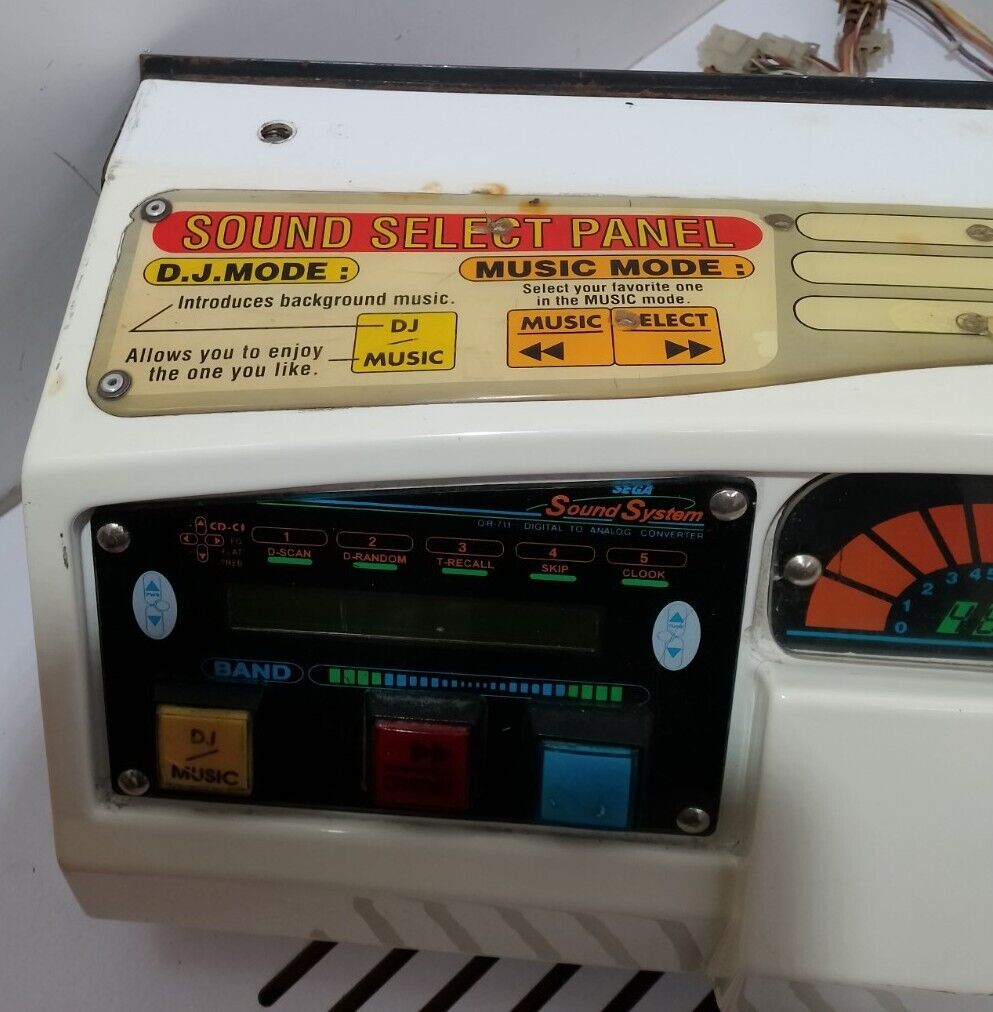 SOUND SELECT PANEL
D.J.MODE :
Introduces background music.
DJ
MUSIC
Allows you to enjoy
the one you like.
MUSIC MODE :
Select your favorite one
in the MUSIC mode.
MUSIC ELECT
SEGA
Sound System
DIGITAL TO ANALOG CONVERTER
1 2 3 4 5
D-SCAN D-RANDOM T-RECALL SKIP CLOOK
BAND
DJ
MUSIC
0 1 2 3 4 5